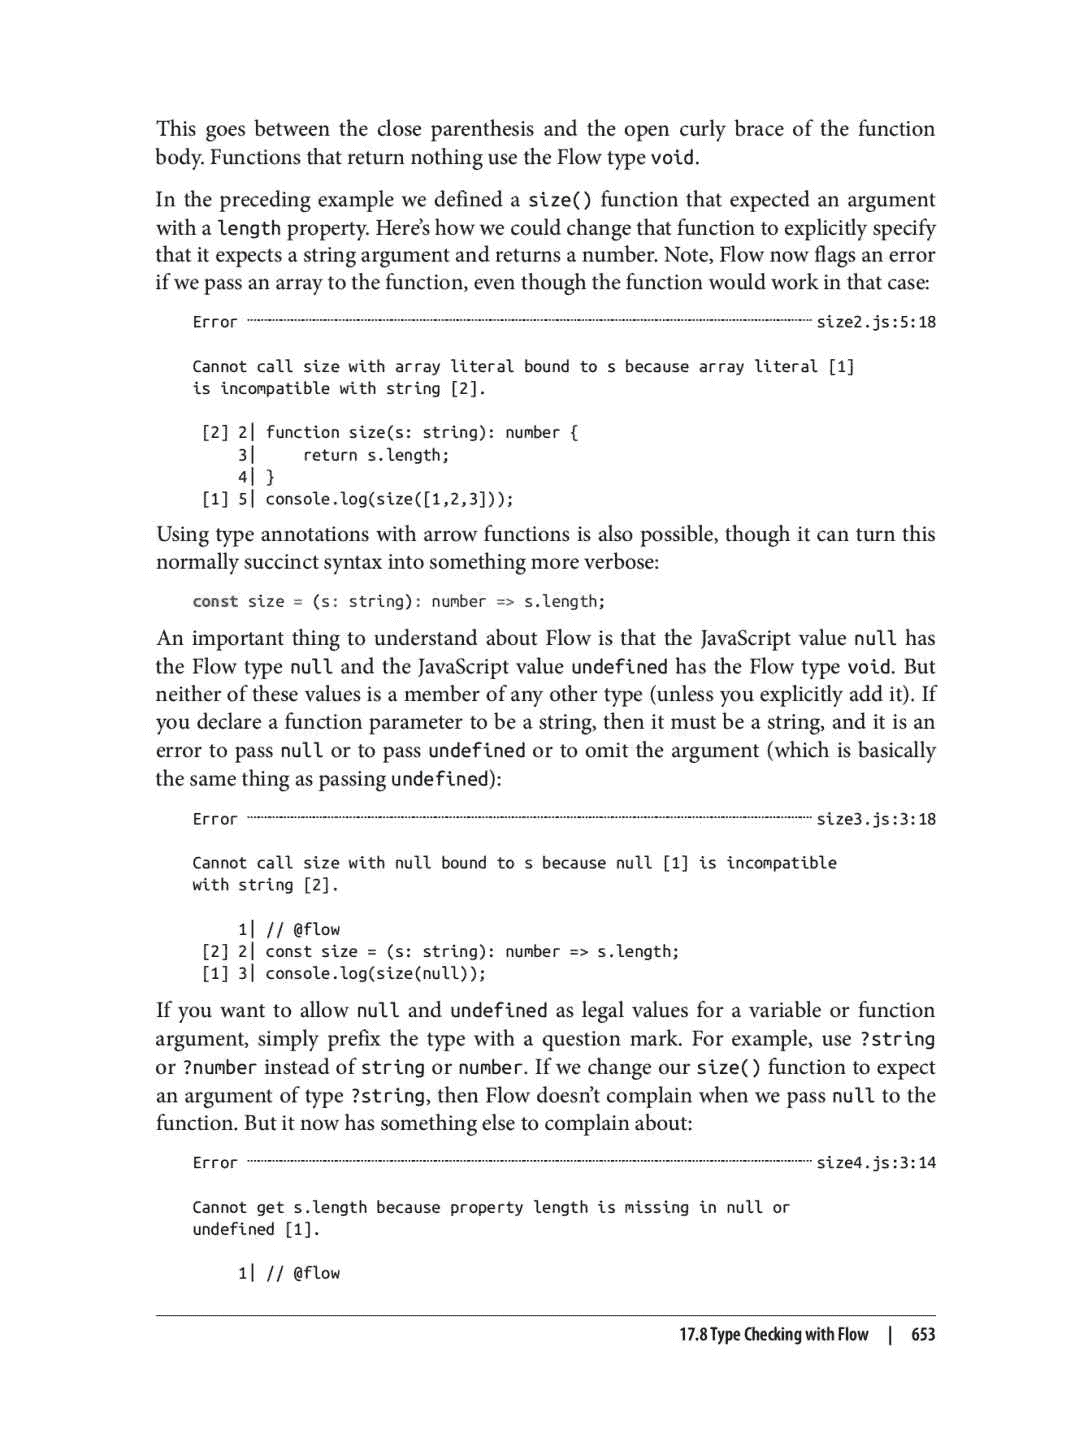 This goes between the close parenthesis and the open curly brace of the function
body. Functions that return nothing use the Flow type void.
In the preceding example we defined a size() function that expected an argument
with a length property. Here’s how we could change that function to explicitly specify
that it expects a string argument and returns a number. Note, Flow now flags an error
if we pass an array to the function, even though the function would work in that case:
Error ┈┈┈┈┈┈┈┈┈┈┈┈┈┈┈┈┈┈┈┈ size2.js:5:18
Cannot call size with array literal bound to s because array literal [1]
is incompatible with string [2].
[2] 2│ function size(s: string): number {
3│     return s.length;
4│ }
[1] 5│ console.log(size([1,2,3]));
Using type annotations with arrow functions is also possible, though it can turn this
normally succinct syntax into something more verbose:
const size = (s: string): number => s.length;
An important thing to understand about Flow is that the JavaScript value null has
the Flow type null and the JavaScript value undefined has the Flow type void. But
neither of these values is a member of any other type (unless you explicitly add it). If
you declare a function parameter to be a string, then it must be a string, and it is an
error to pass null or to pass undefined or to omit the argument (which is basically
the same thing as passing undefined):
Error ┈┈┈┈┈┈┈┈┈┈┈┈┈┈┈┈┈┈┈┈ size3.js:3:18
Cannot call size with null bound to s because null [1] is incompatible
with string [2].
1│ // @flow
[2] 2│ const size = (s: string): number => s.length;
[1] 3│ console.log(size(null));
If you want to allow null and undefined as legal values for a variable or function
argument, simply prefix the type with a question mark. For example, use ?string
or ?number instead of string or number. If we change our size() function to expect
an argument of type ?string, then Flow doesn’t complain when we pass null to the
function. But it now has something else to complain about:
Error ┈┈┈┈┈┈┈┈┈┈┈┈┈┈┈┈┈┈┈┈ size4.js:3:14
Cannot get s.length because property length is missing in null or
undefined [1].
1│ // @flow
17.8 Type Checking with Flow | 653